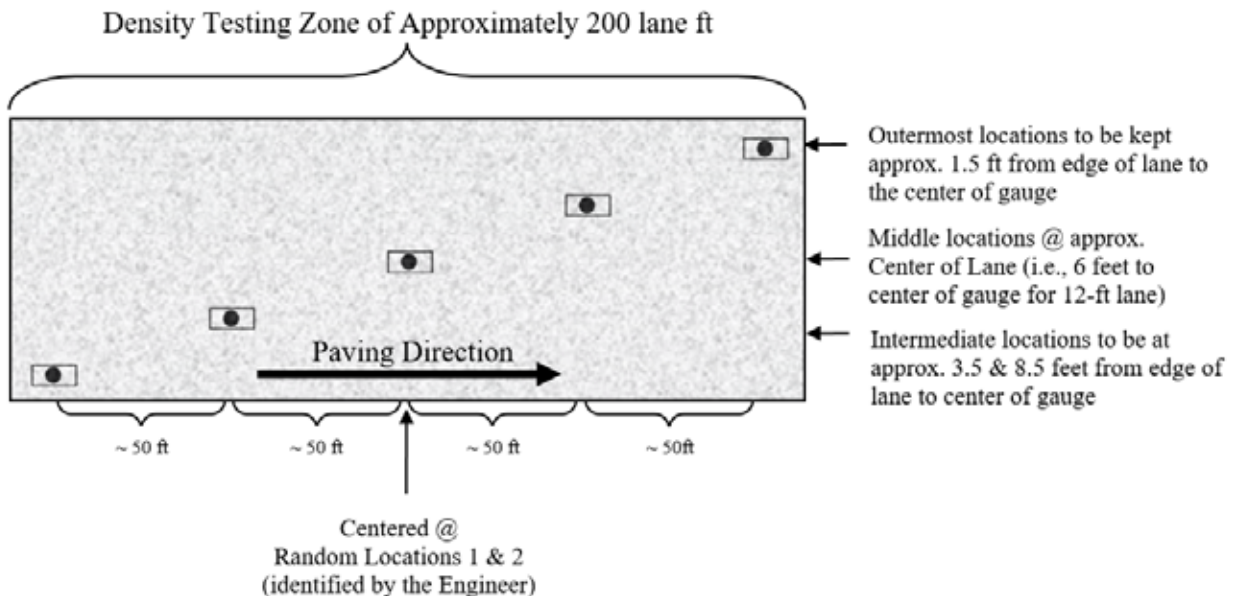 Density Testing Zone of Approximately 200 lane ft
Outermost locations to be kept
approx. 1.5 ft from edge of lane to
the center of gauge
Middle locations @ approx.
Center of Lane (i.e., 6 feet to
center of gauge for 12-ft lane)
Intermediate locations to be at
approx. 3.5 & 8.5 feet from edge of
lane to center of gauge
Paving Direction
~ 50 ft
~ 50 ft
~ 50 ft
~ 50ft
Centered @
Random Locations 1 & 2
(identified by the Engineer)